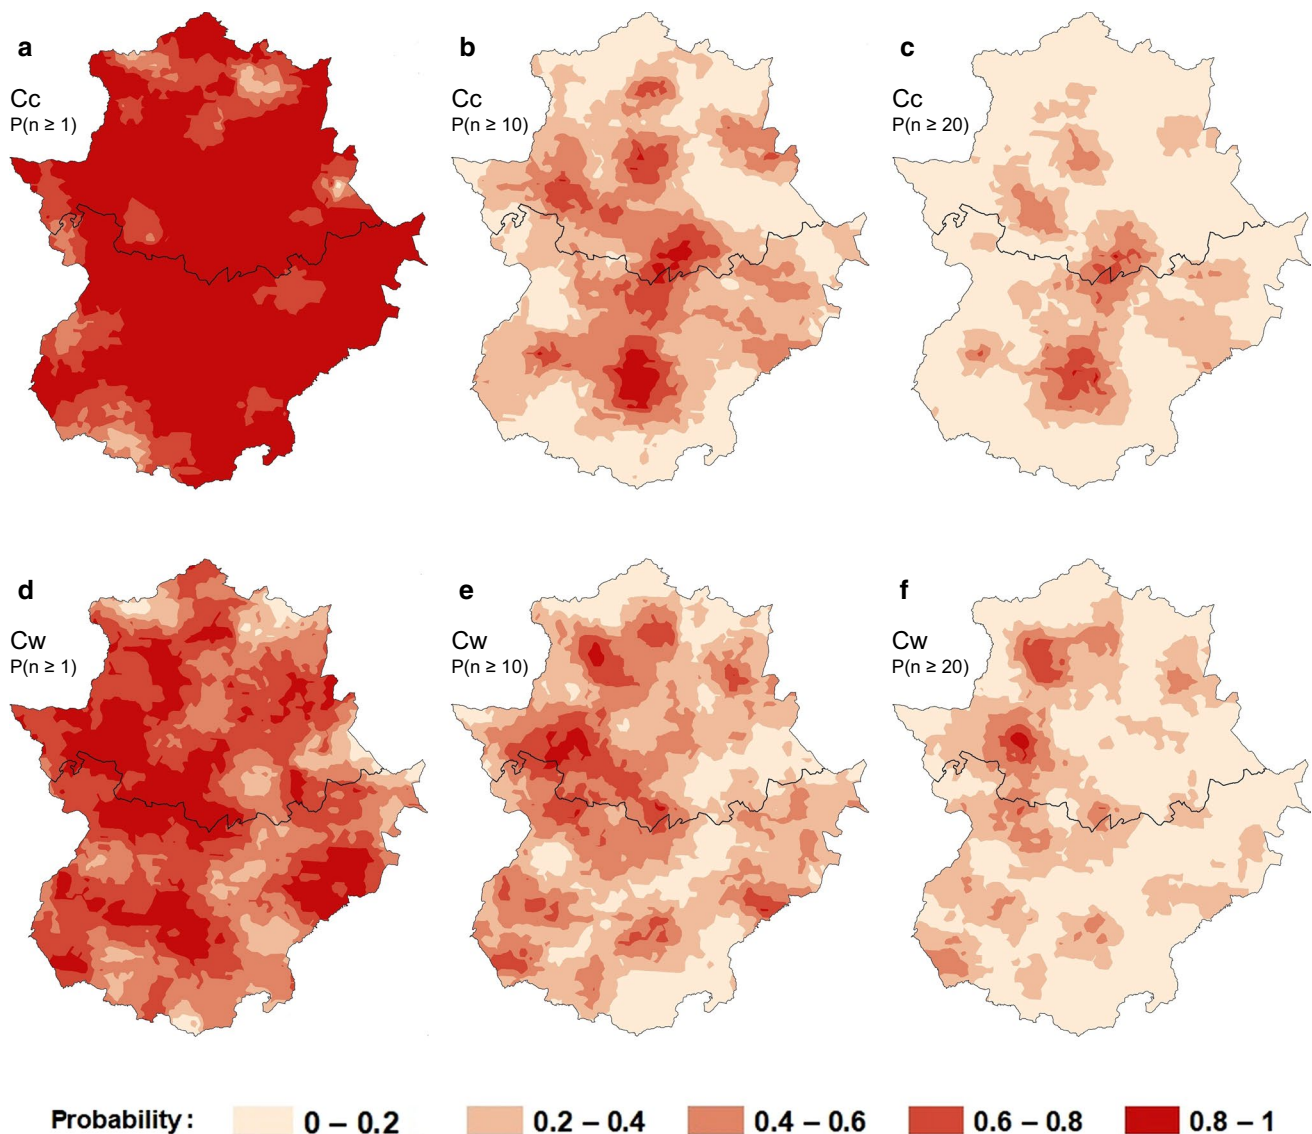 a
Cc
P(n ≥ 1)
b
Cc
P(n ≥ 10)
c
Cc
P(n ≥ 20)
d
Cw
P(n ≥ 1)
e
Cw
P(n ≥ 10)
f
Cw
P(n ≥ 20)
Probability: 0 – 0.2 0.2 – 0.4 0.4 – 0.6 0.6 – 0.8 0.8 – 1